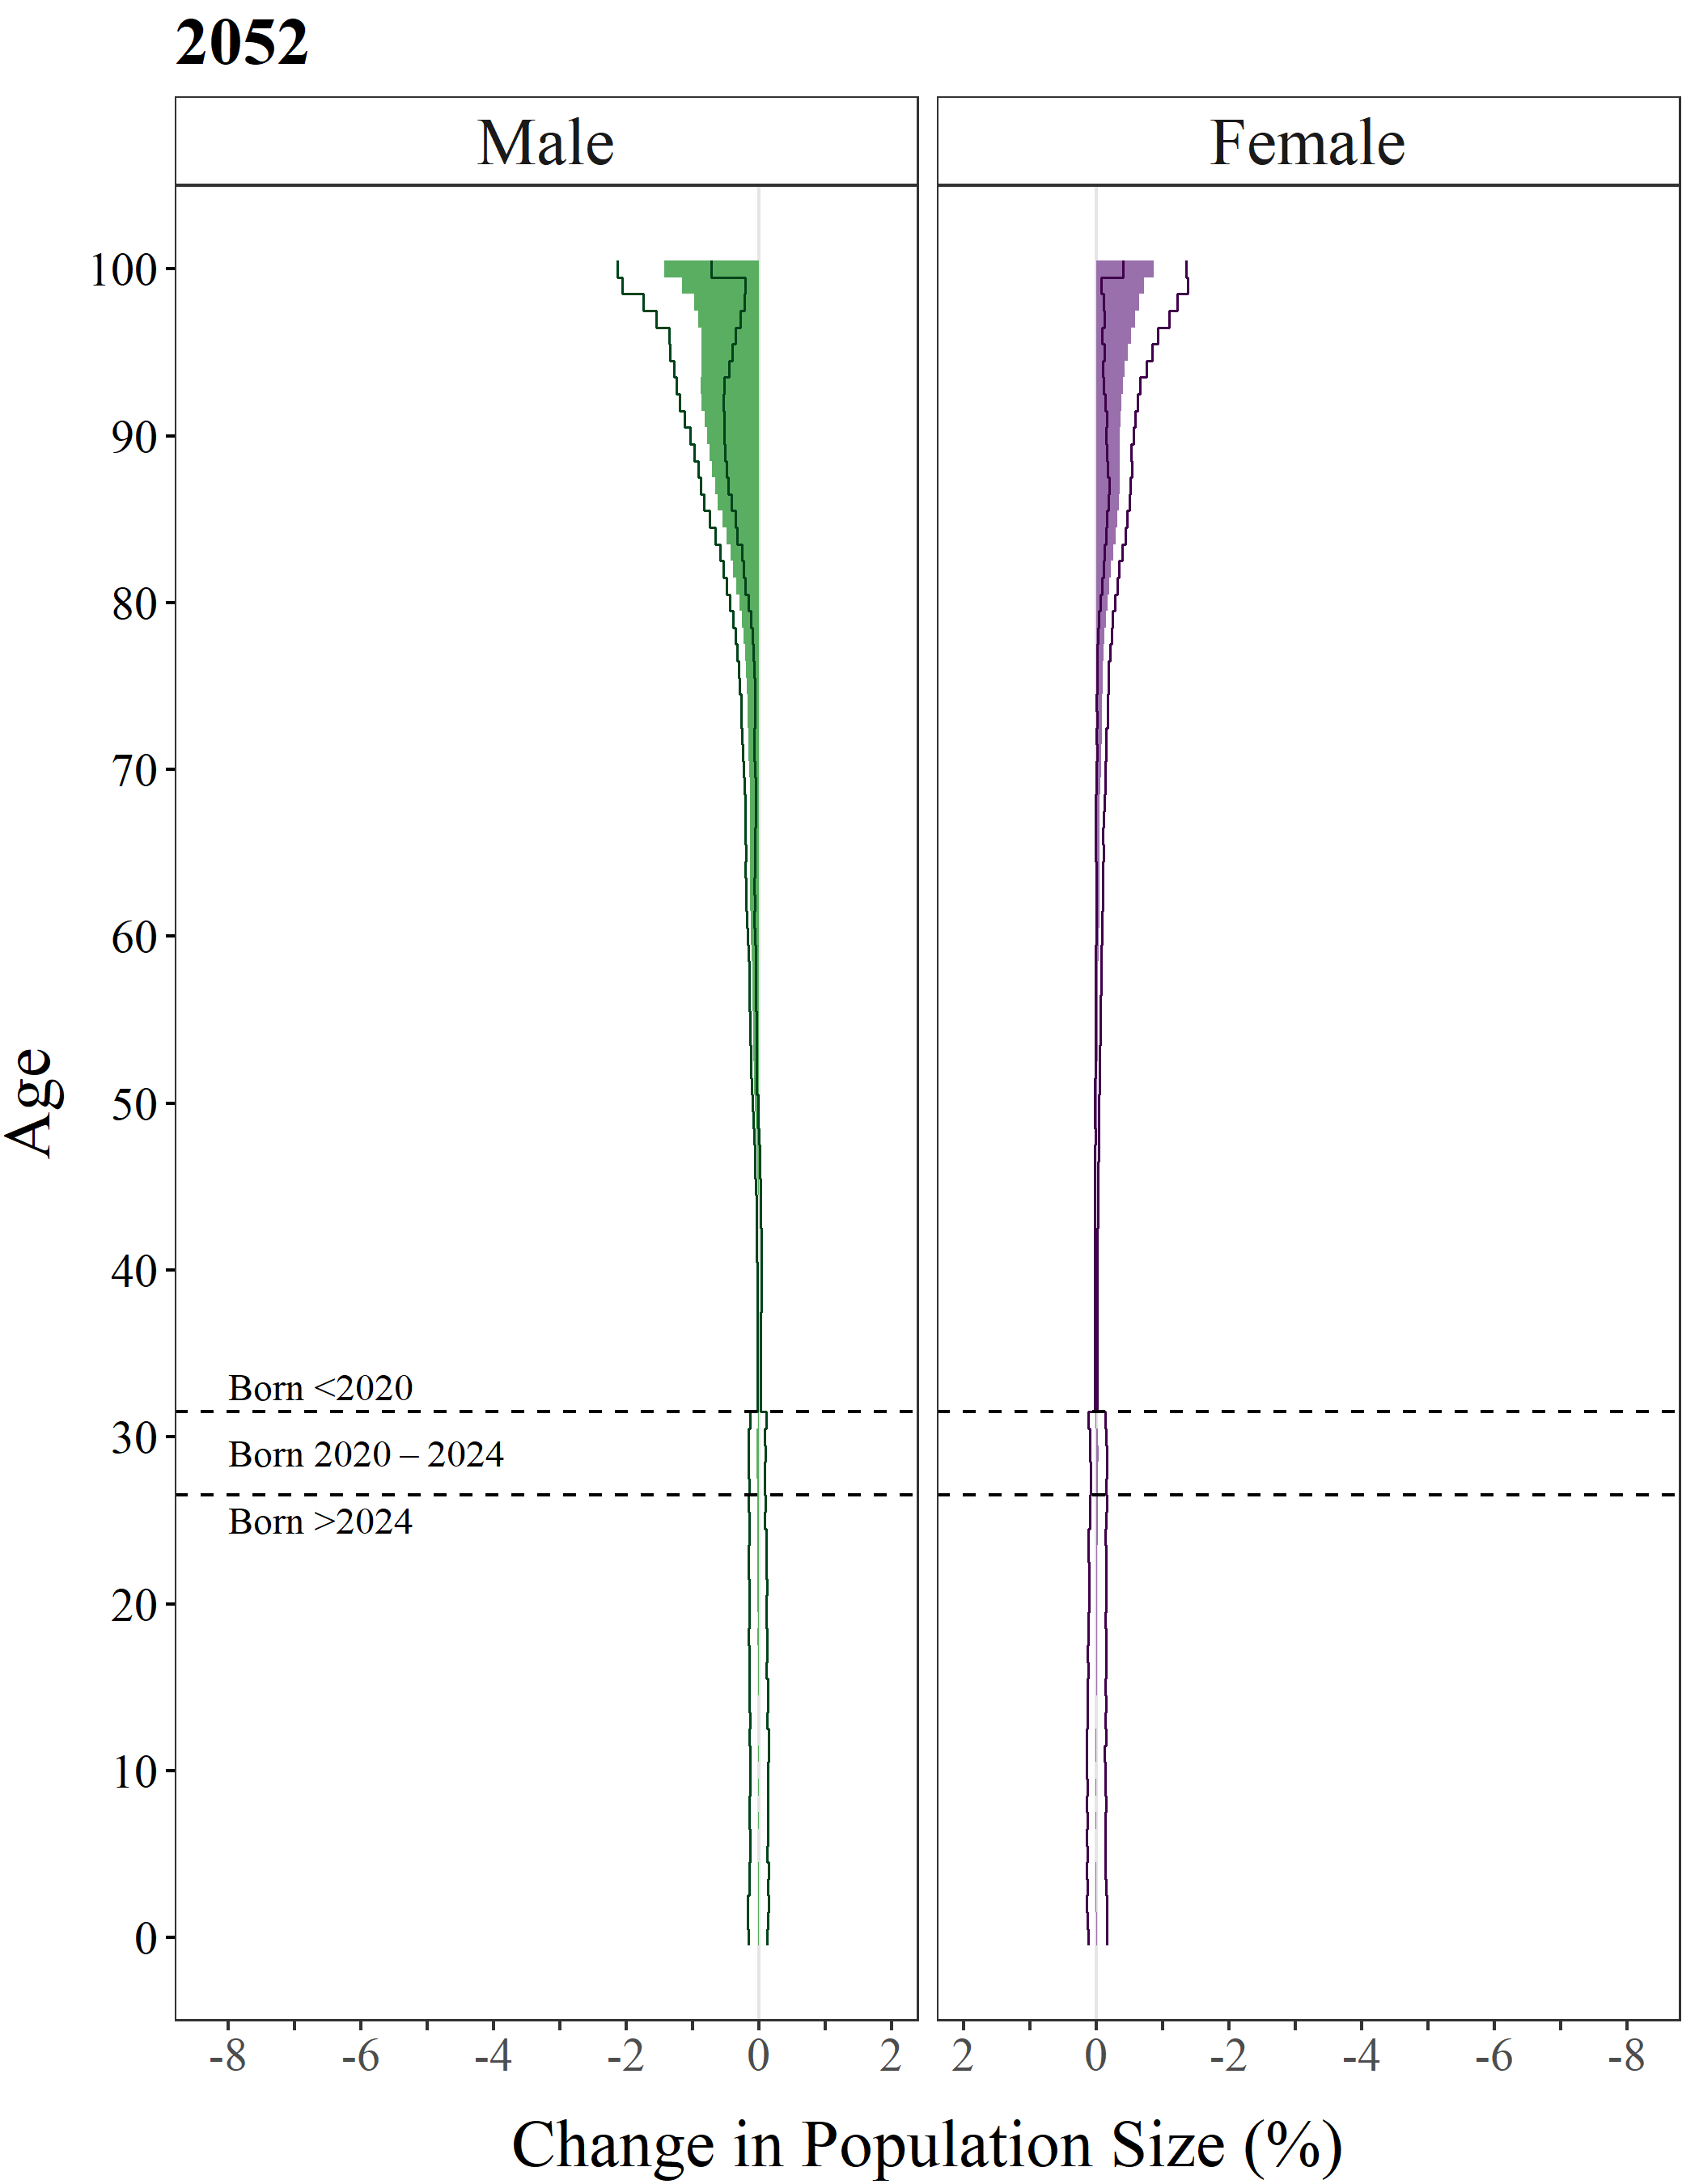 2052
Male
Female
100
90
80
70
60
50
40
30
20
10
0
Age
Born <2020
Born 2020 – 2024
Born >2024
-8 -6 -4 -2 0 2
2 0 -2 -4 -6 -8
Change in Population Size (%)